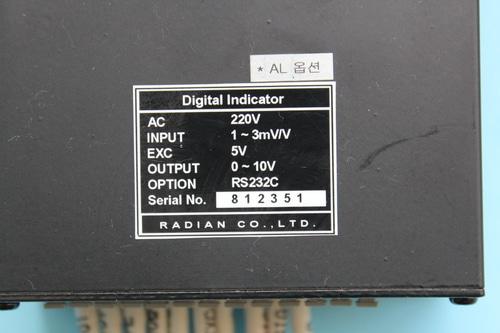 * AL 옵션
Digital Indicator
AC 220V
INPUT 1 ~ 3mV/V
EXC 5V
OUTPUT 0 ~ 10V
OPTION RS232C
Serial No. 812351
RADIAN CO.,LTD.